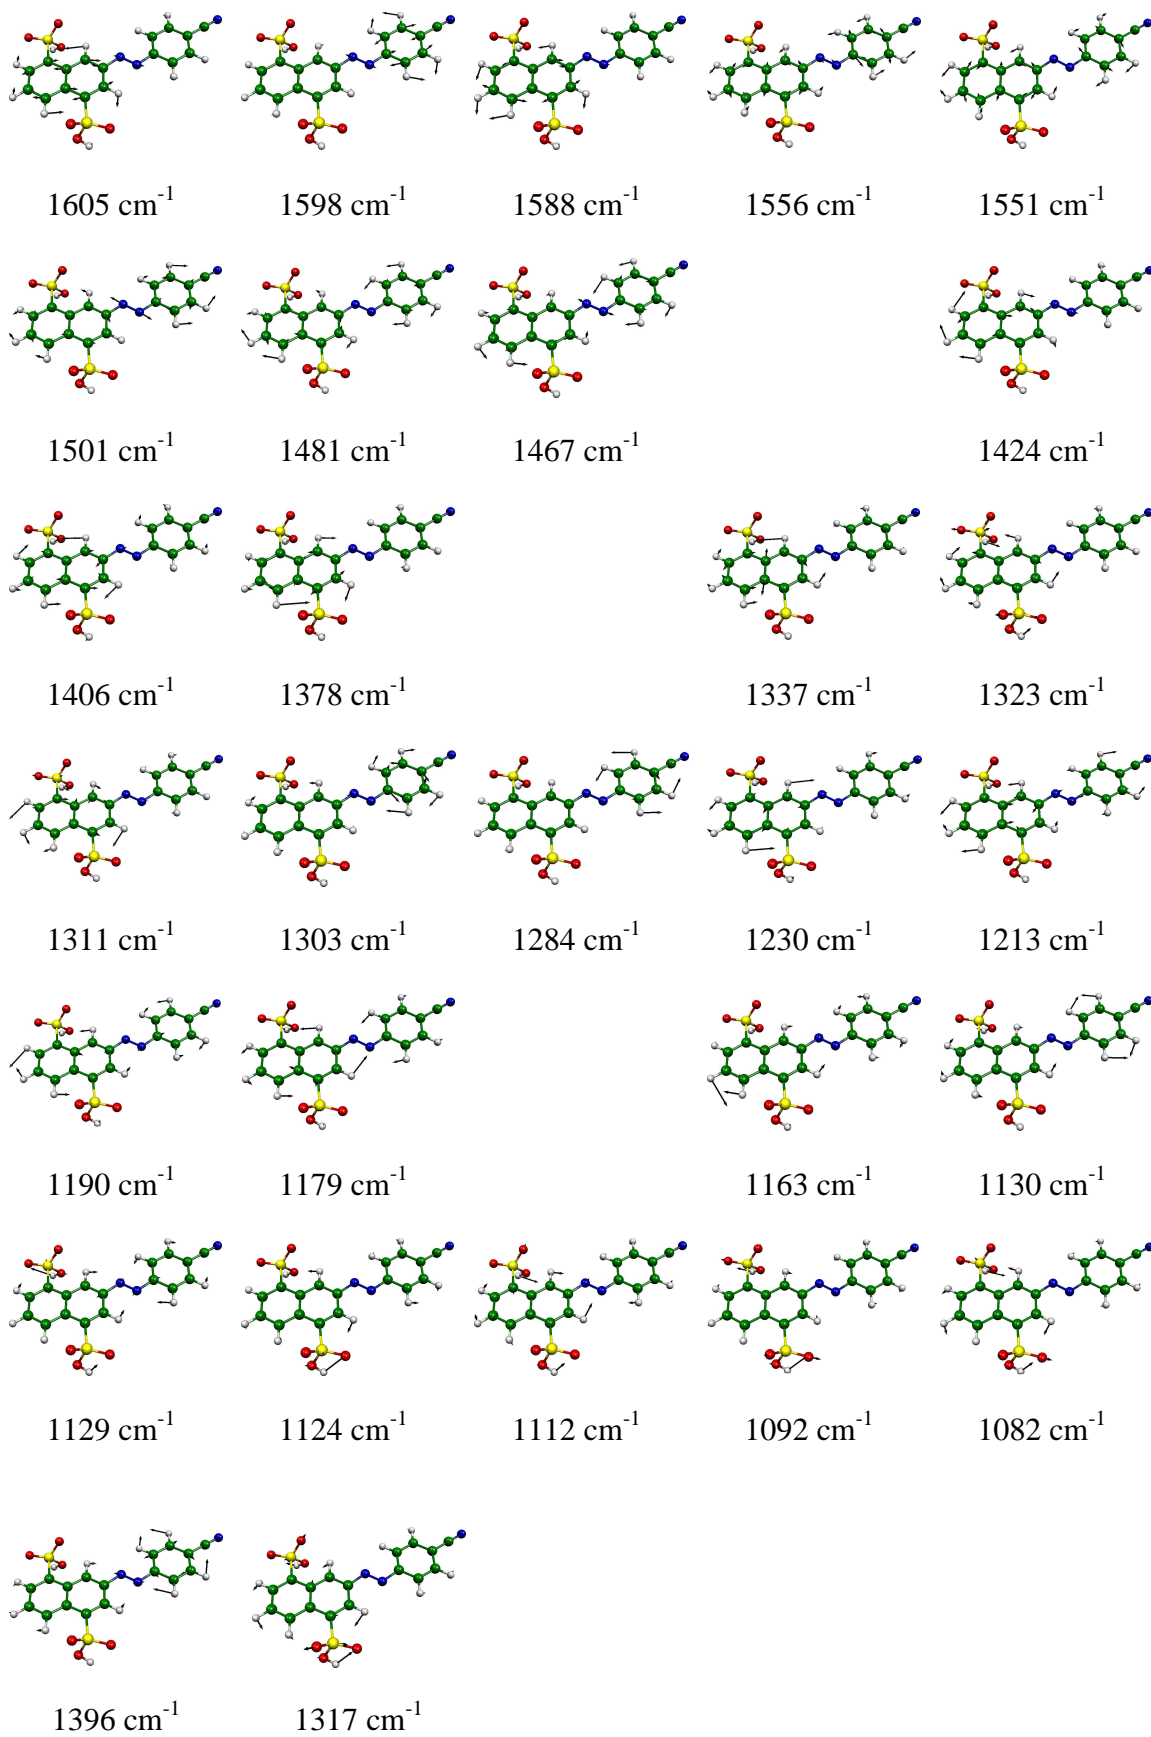 1605 cm⁻¹ 1598 cm⁻¹ 1588 cm⁻¹ 1556 cm⁻¹ 1551 cm⁻¹
1501 cm⁻¹ 1481 cm⁻¹ 1467 cm⁻¹ 1424 cm⁻¹
1406 cm⁻¹ 1378 cm⁻¹ 1337 cm⁻¹ 1323 cm⁻¹
1311 cm⁻¹ 1303 cm⁻¹ 1284 cm⁻¹ 1230 cm⁻¹ 1213 cm⁻¹
1190 cm⁻¹ 1179 cm⁻¹ 1163 cm⁻¹ 1130 cm⁻¹
1129 cm⁻¹ 1124 cm⁻¹ 1112 cm⁻¹ 1092 cm⁻¹ 1082 cm⁻¹
1396 cm⁻¹ 1317 cm⁻¹